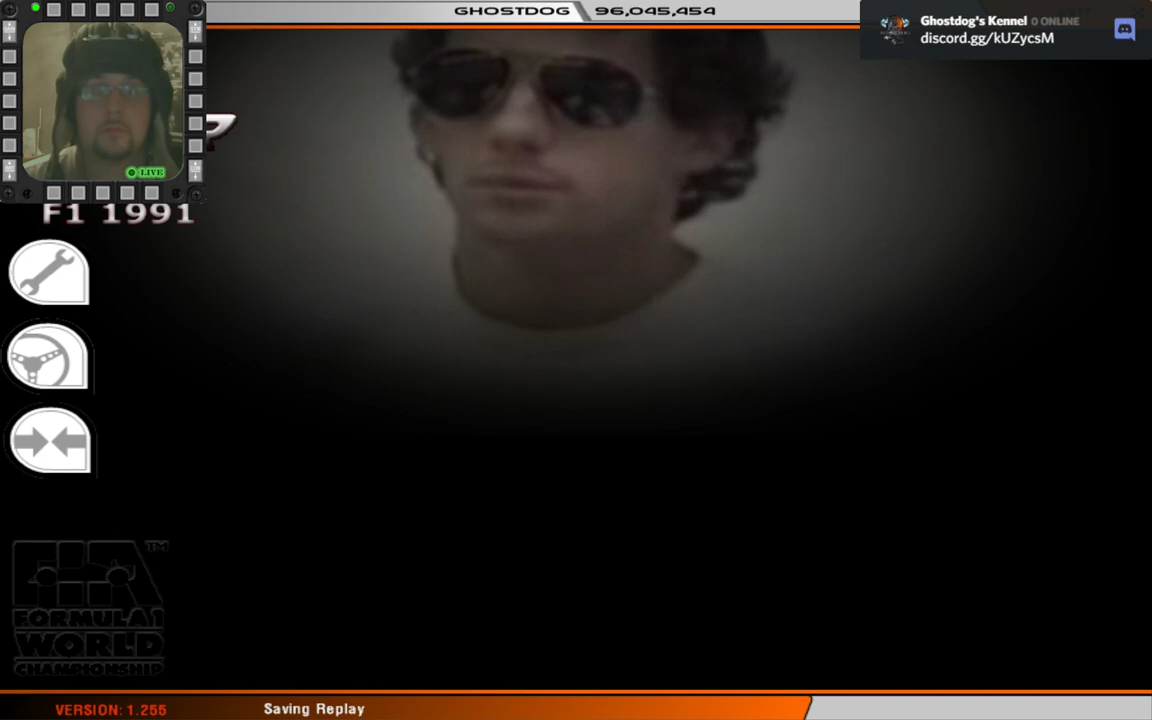 GHOSTDOG 96,045,454
Ghostdog's Kennel 0 ONLINE
discord.gg/kUZycsM
LIVE
F1 1991
FIA™
FORMULA 1
WORLD
CHAMPIONSHIP
VERSION: 1.255 Saving Replay